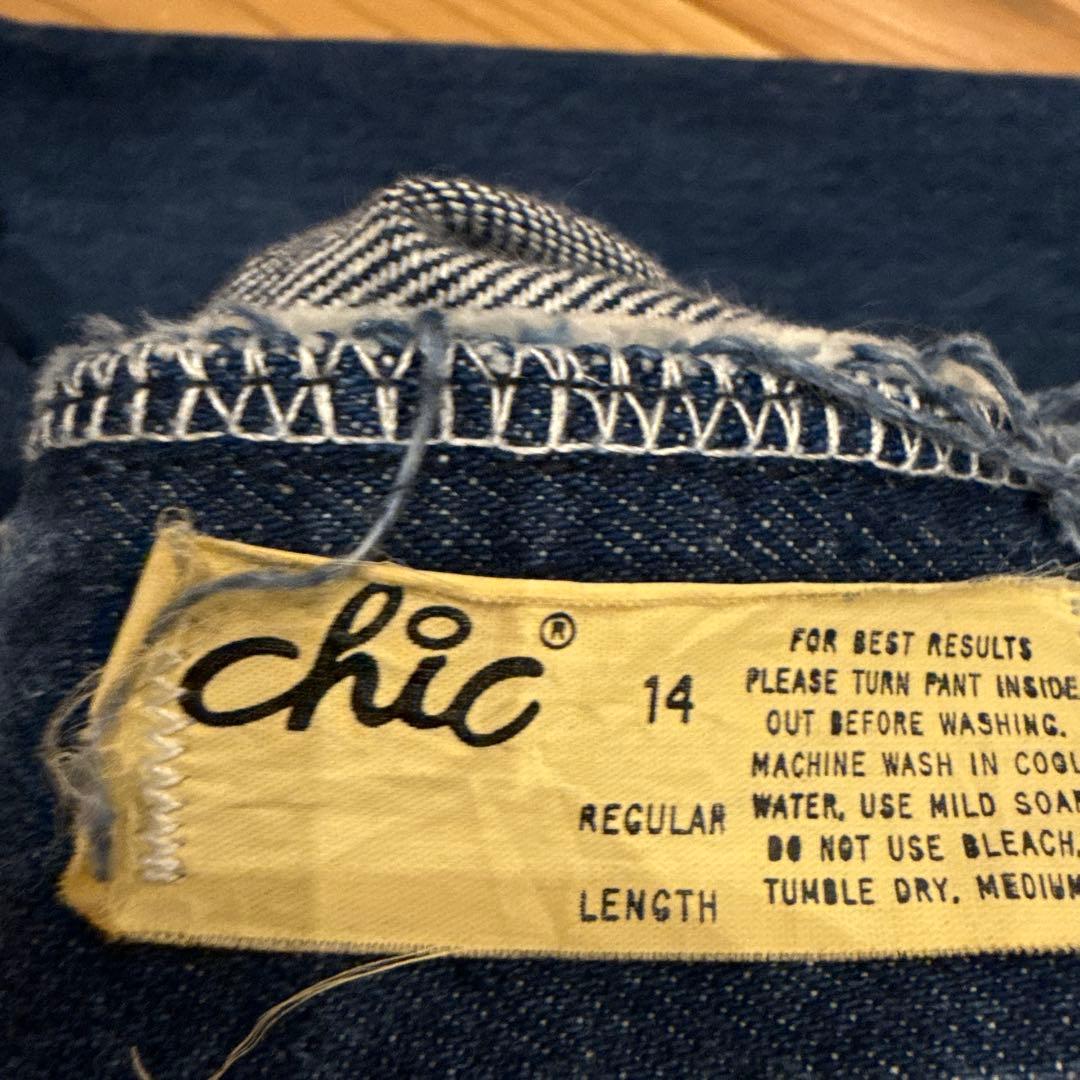 chic®
14
REGULAR
LENGTH
FOR BEST RESULTS
PLEASE TURN PANT INSIDE
OUT BEFORE WASHING.
MACHINE WASH IN COOL
WATER, USE MILD SOAP
DO NOT USE BLEACH.
TUMBLE DRY. MEDIUM